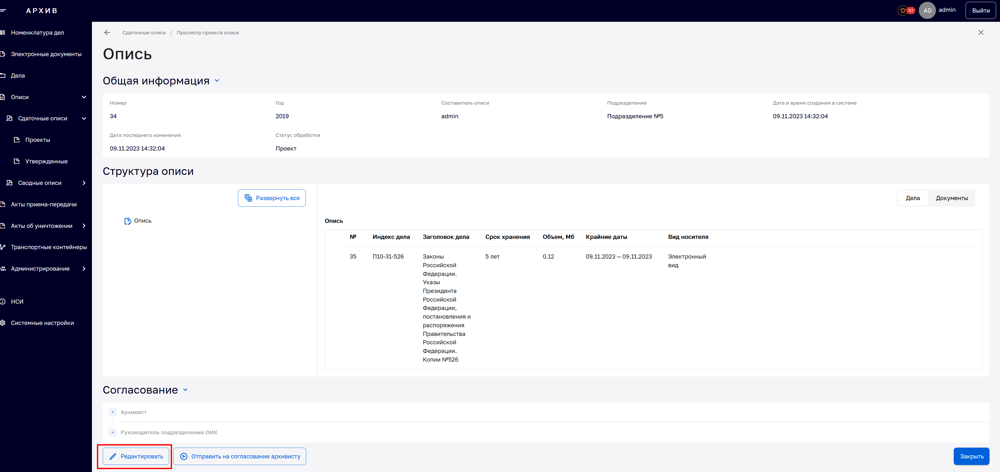 АРХИВ
57
AD
admin
Выйти
Номенклатура дел
Электронные документы
Дела
Описи
Сдаточные описи
Проекты
Утвержденные
Сводные описи
Акты приема-передачи
Акты об уничтожении
Транспортные контейнеры
Администрирование
НСИ
Системные настройки
Сдаточные описи / Просмотр проекта описи
Опись
Общая информация
Номер
34
Год
2019
Составитель описи
admin
Подразделение
Подразделение №5
Дата и время создания в системе
09.11.2023 14:32:04
Дата последнего изменения
09.11.2023 14:32:04
Статус обработки
Проект
Структура описи
Развернуть все
Опись
Дела
Документы
Опись
№ Индекс дела Заголовок дела Срок хранения Объем, Мб Крайние даты Вид носителя
35 П10-31-526 Законы 5 лет 0.12 09.11.2023 — 09.11.2023 Электронный
Российской вид
Федерации.
Указы
Президента
Российской
Федерации,
постановления и
распоряжения
Правительства
Российской
Федерации.
Копии №526
Согласование
Архивист
Руководитель подразделения ОИК
Редактировать
Отправить на согласование архивисту
Закрыть